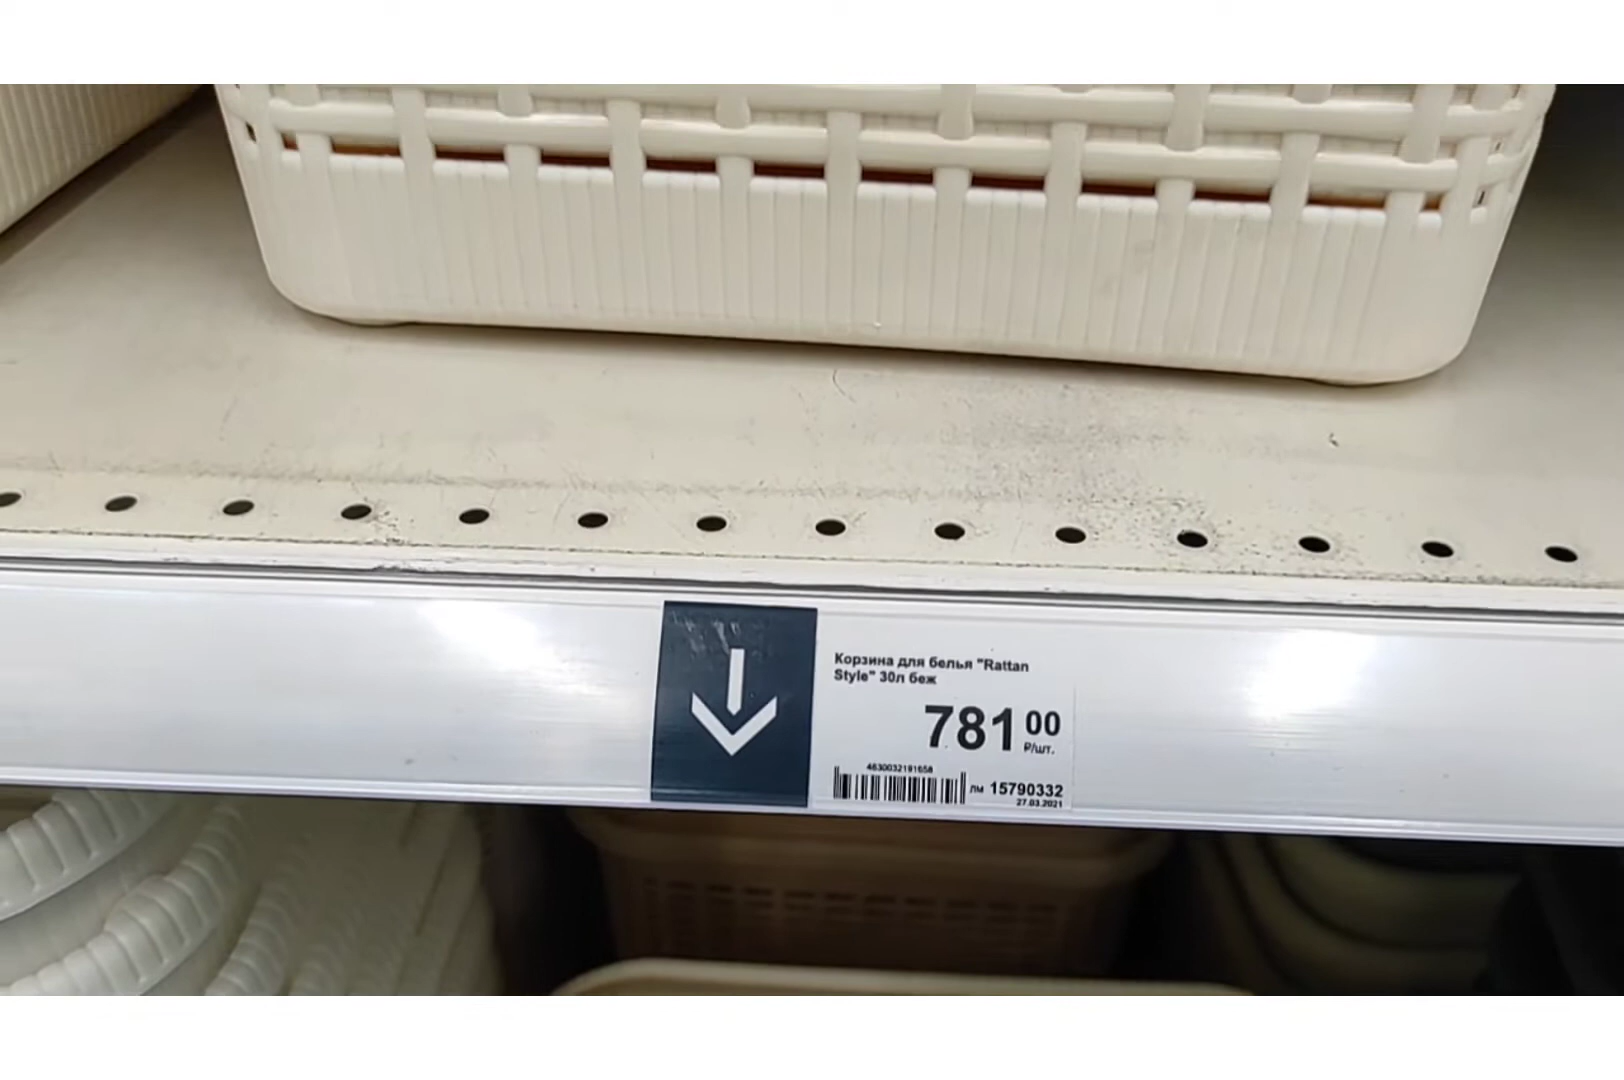 Корзина для белья "Rattan
Style" 30л беж
781 00
₽/шт.
4630032191658
лм 15790332
27.03.2021